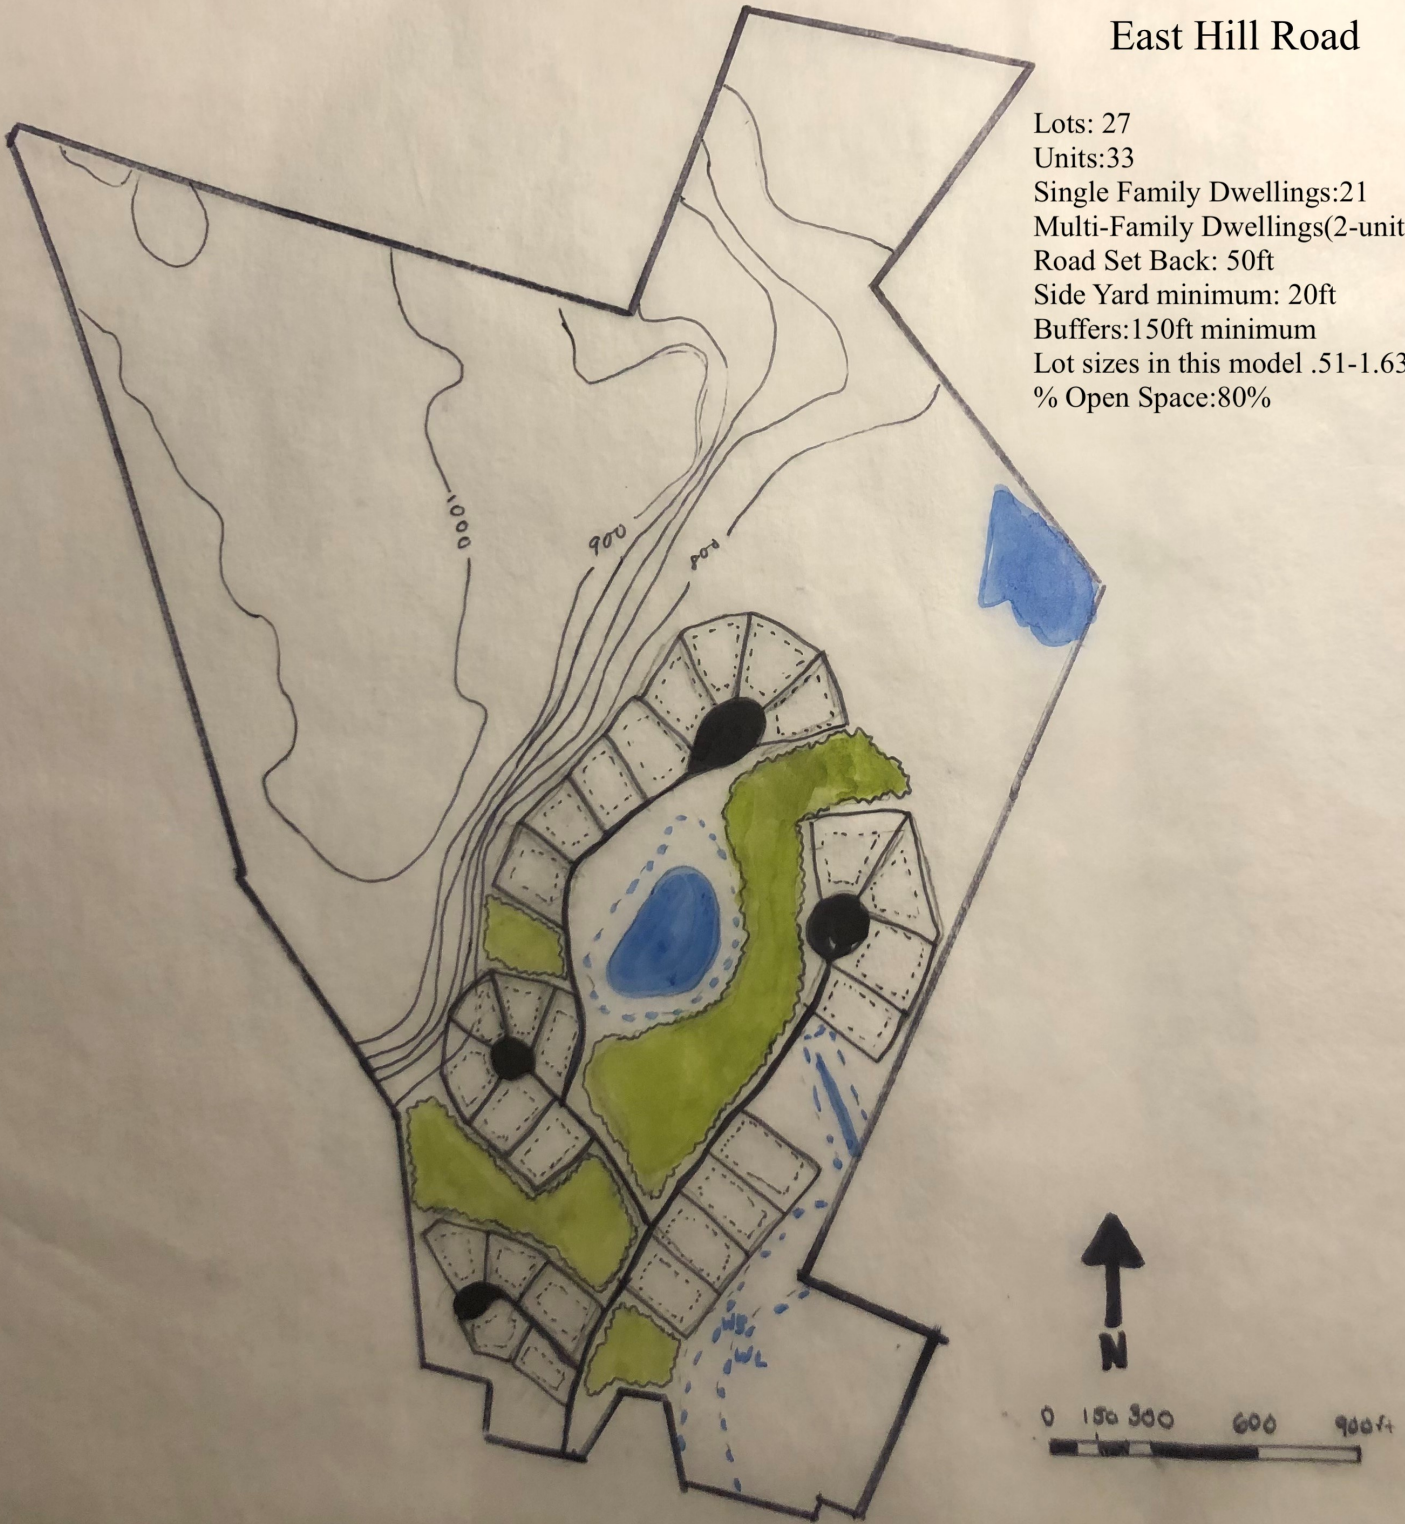 East Hill Road
Lots: 27
Units:33
Single Family Dwellings:21
Multi-Family Dwellings(2-unit
Road Set Back: 50ft
Side Yard minimum: 20ft
Buffers:150ft minimum
Lot sizes in this model .51-1.63
% Open Space:80%
1000
900
800
WB
WL
N
0 150 300 600 900ft